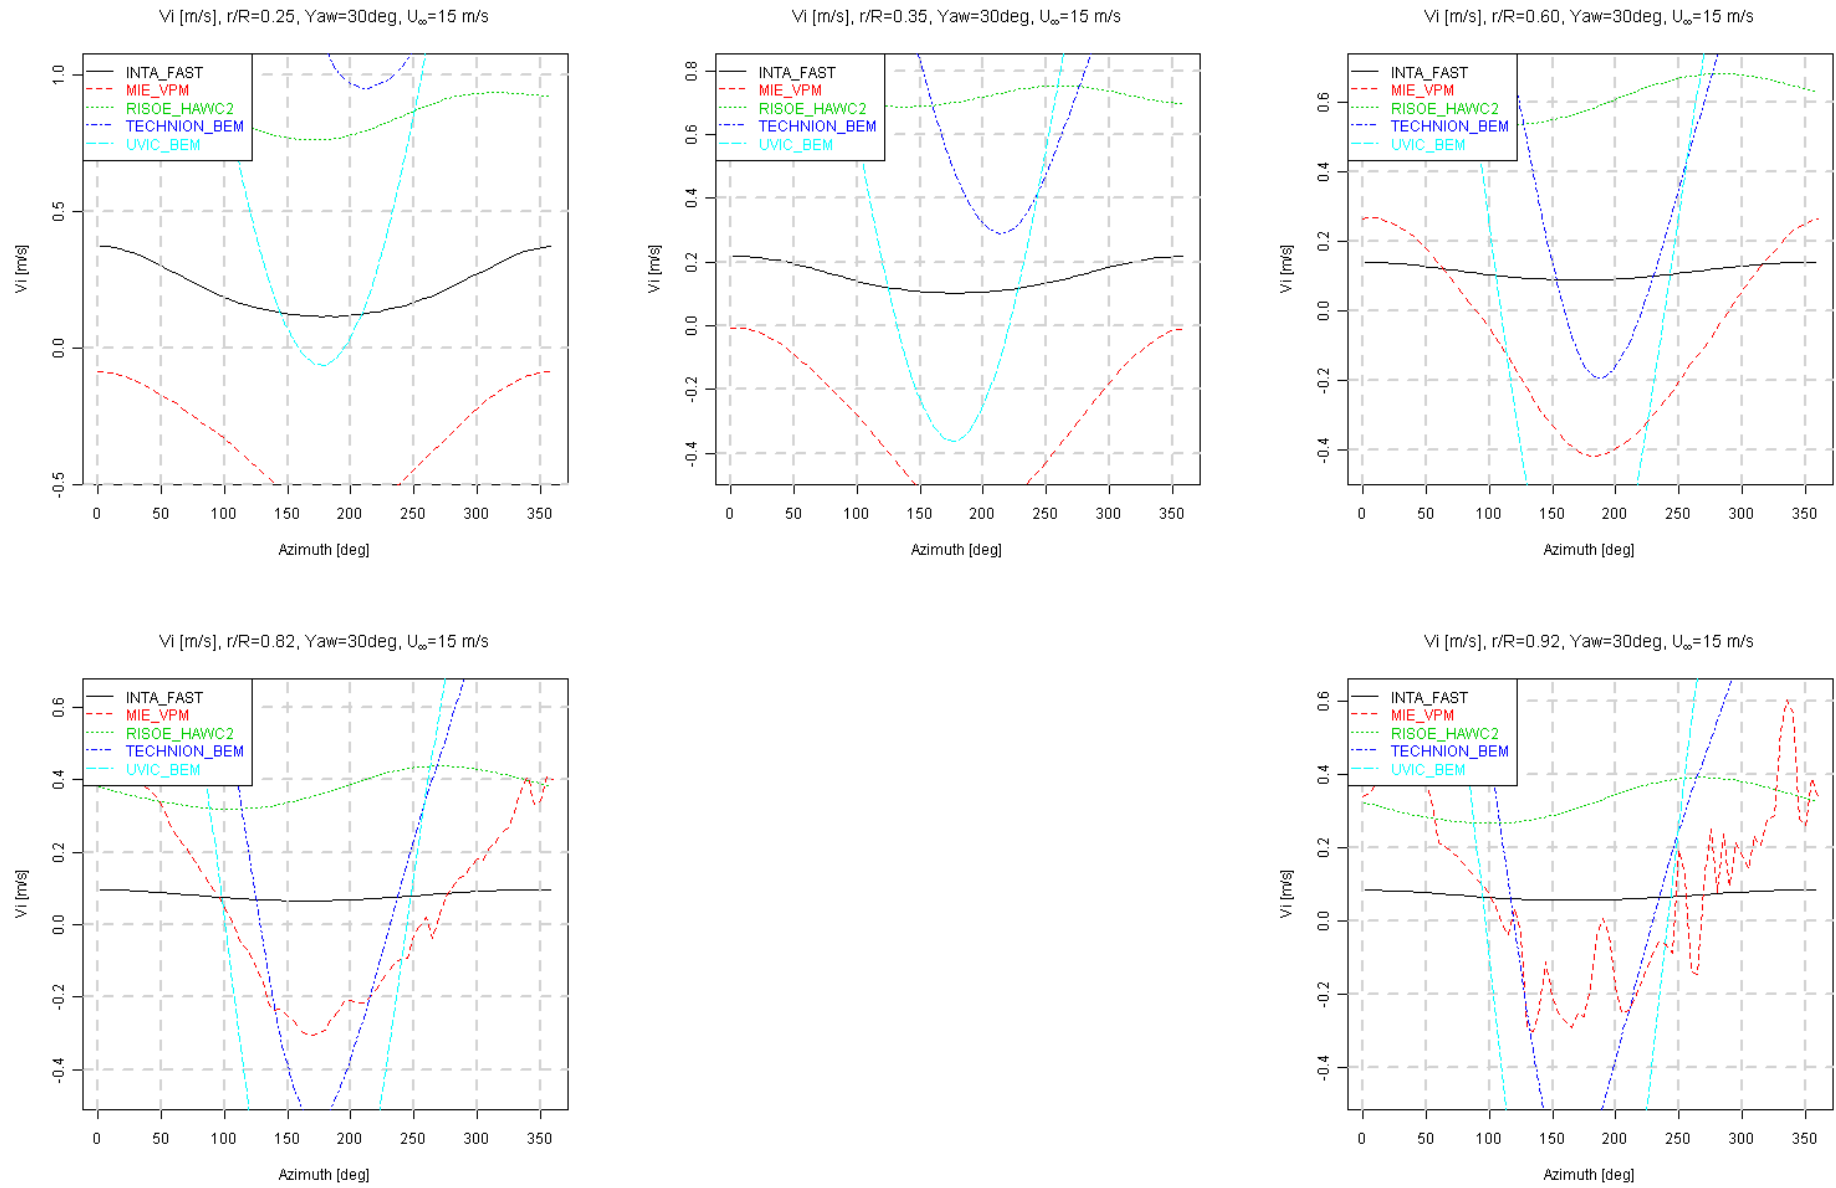 Vi [m/s], r/R=0.25, Yaw=30deg, U∞=15 m/s
INTA_FAST
MIE_VPM
RISOE_HAWC2
TECHNION_BEM
UVIC_BEM
Vi [m/s]
1.0
0.5
0.0
-0.5
0 50 100 150 200 250 300 350
Azimuth [deg]
Vi [m/s], r/R=0.35, Yaw=30deg, U∞=15 m/s
INTA_FAST
MIE_VPM
RISOE_HAWC2
TECHNION_BEM
UVIC_BEM
Vi [m/s]
0.8
0.6
0.4
0.2
0.0
-0.2
-0.4
0 50 100 150 200 250 300 350
Azimuth [deg]
Vi [m/s], r/R=0.60, Yaw=30deg, U∞=15 m/s
INTA_FAST
MIE_VPM
RISOE_HAWC2
TECHNION_BEM
UVIC_BEM
Vi [m/s]
0.6
0.4
0.2
0.0
-0.2
-0.4
0 50 100 150 200 250 300 350
Azimuth [deg]
Vi [m/s], r/R=0.82, Yaw=30deg, U∞=15 m/s
INTA_FAST
MIE_VPM
RISOE_HAWC2
TECHNION_BEM
UVIC_BEM
Vi [m/s]
0.6
0.4
0.2
0.0
-0.2
-0.4
0 50 100 150 200 250 300 350
Azimuth [deg]
Vi [m/s], r/R=0.92, Yaw=30deg, U∞=15 m/s
INTA_FAST
MIE_VPM
RISOE_HAWC2
TECHNION_BEM
UVIC_BEM
Vi [m/s]
0.6
0.4
0.2
0.0
-0.2
-0.4
0 50 100 150 200 250 300 350
Azimuth [deg]